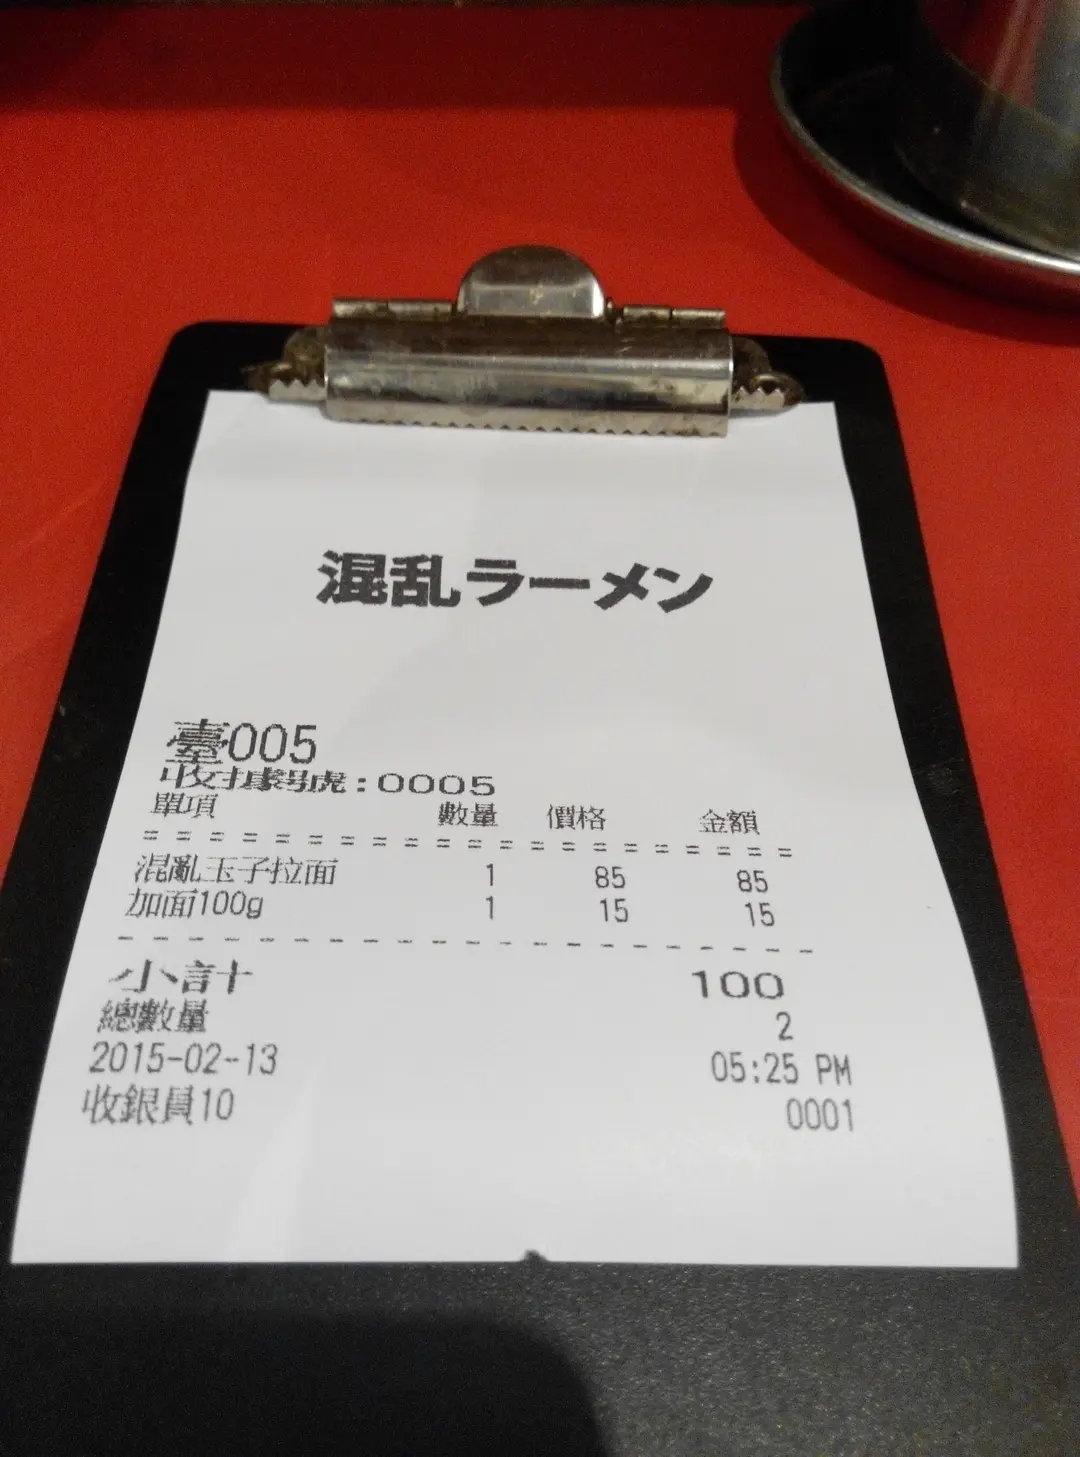 混乱ラーメン
臺005
收據號:0005
單項 數量 價格 金額
= = = = = = = = = = = = = = = = = = = = = = =
混亂玉子拉面 1 85 85
加面100g 1 15 15
- - - - - - - - - - - - - - - - - - - -
小計 100
總數量 2
2015-02-13 05:25 PM
收銀員10 0001